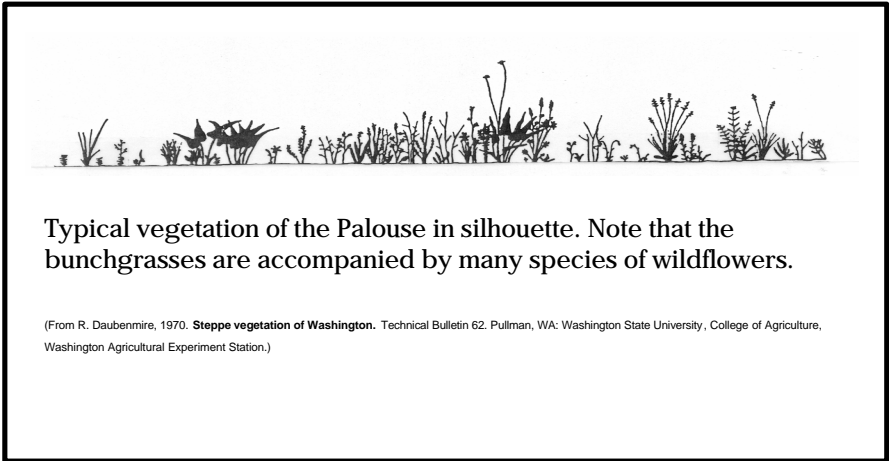 Typical vegetation of the Palouse in silhouette. Note that the
bunchgrasses are accompanied by many species of wildflowers.
(From R. Daubenmire, 1970. Steppe vegetation of Washington. Technical Bulletin 62. Pullman, WA: Washington State University, College of Agriculture,
Washington Agricultural Experiment Station.)